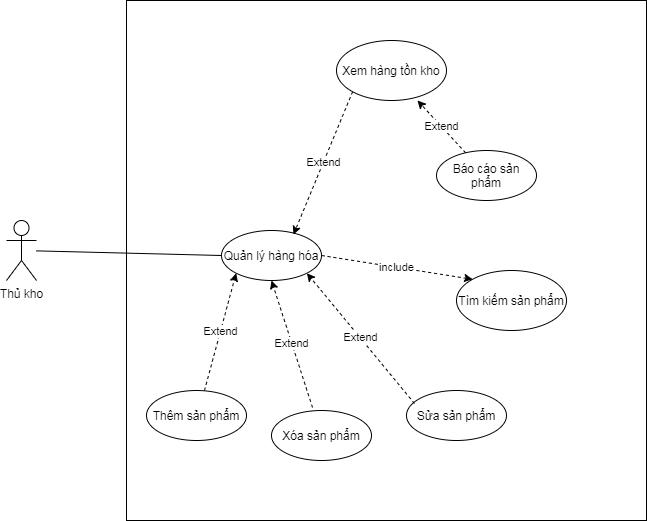 Xem hàng tồn kho
Extend
Báo cáo sản
phẩm
Extend
Thủ kho
Quản lý hàng hóa
include
Tìm kiếm sản phẩm
Extend
Extend
Extend
Thêm sản phẩm
Xóa sản phẩm
Sửa sản phẩm